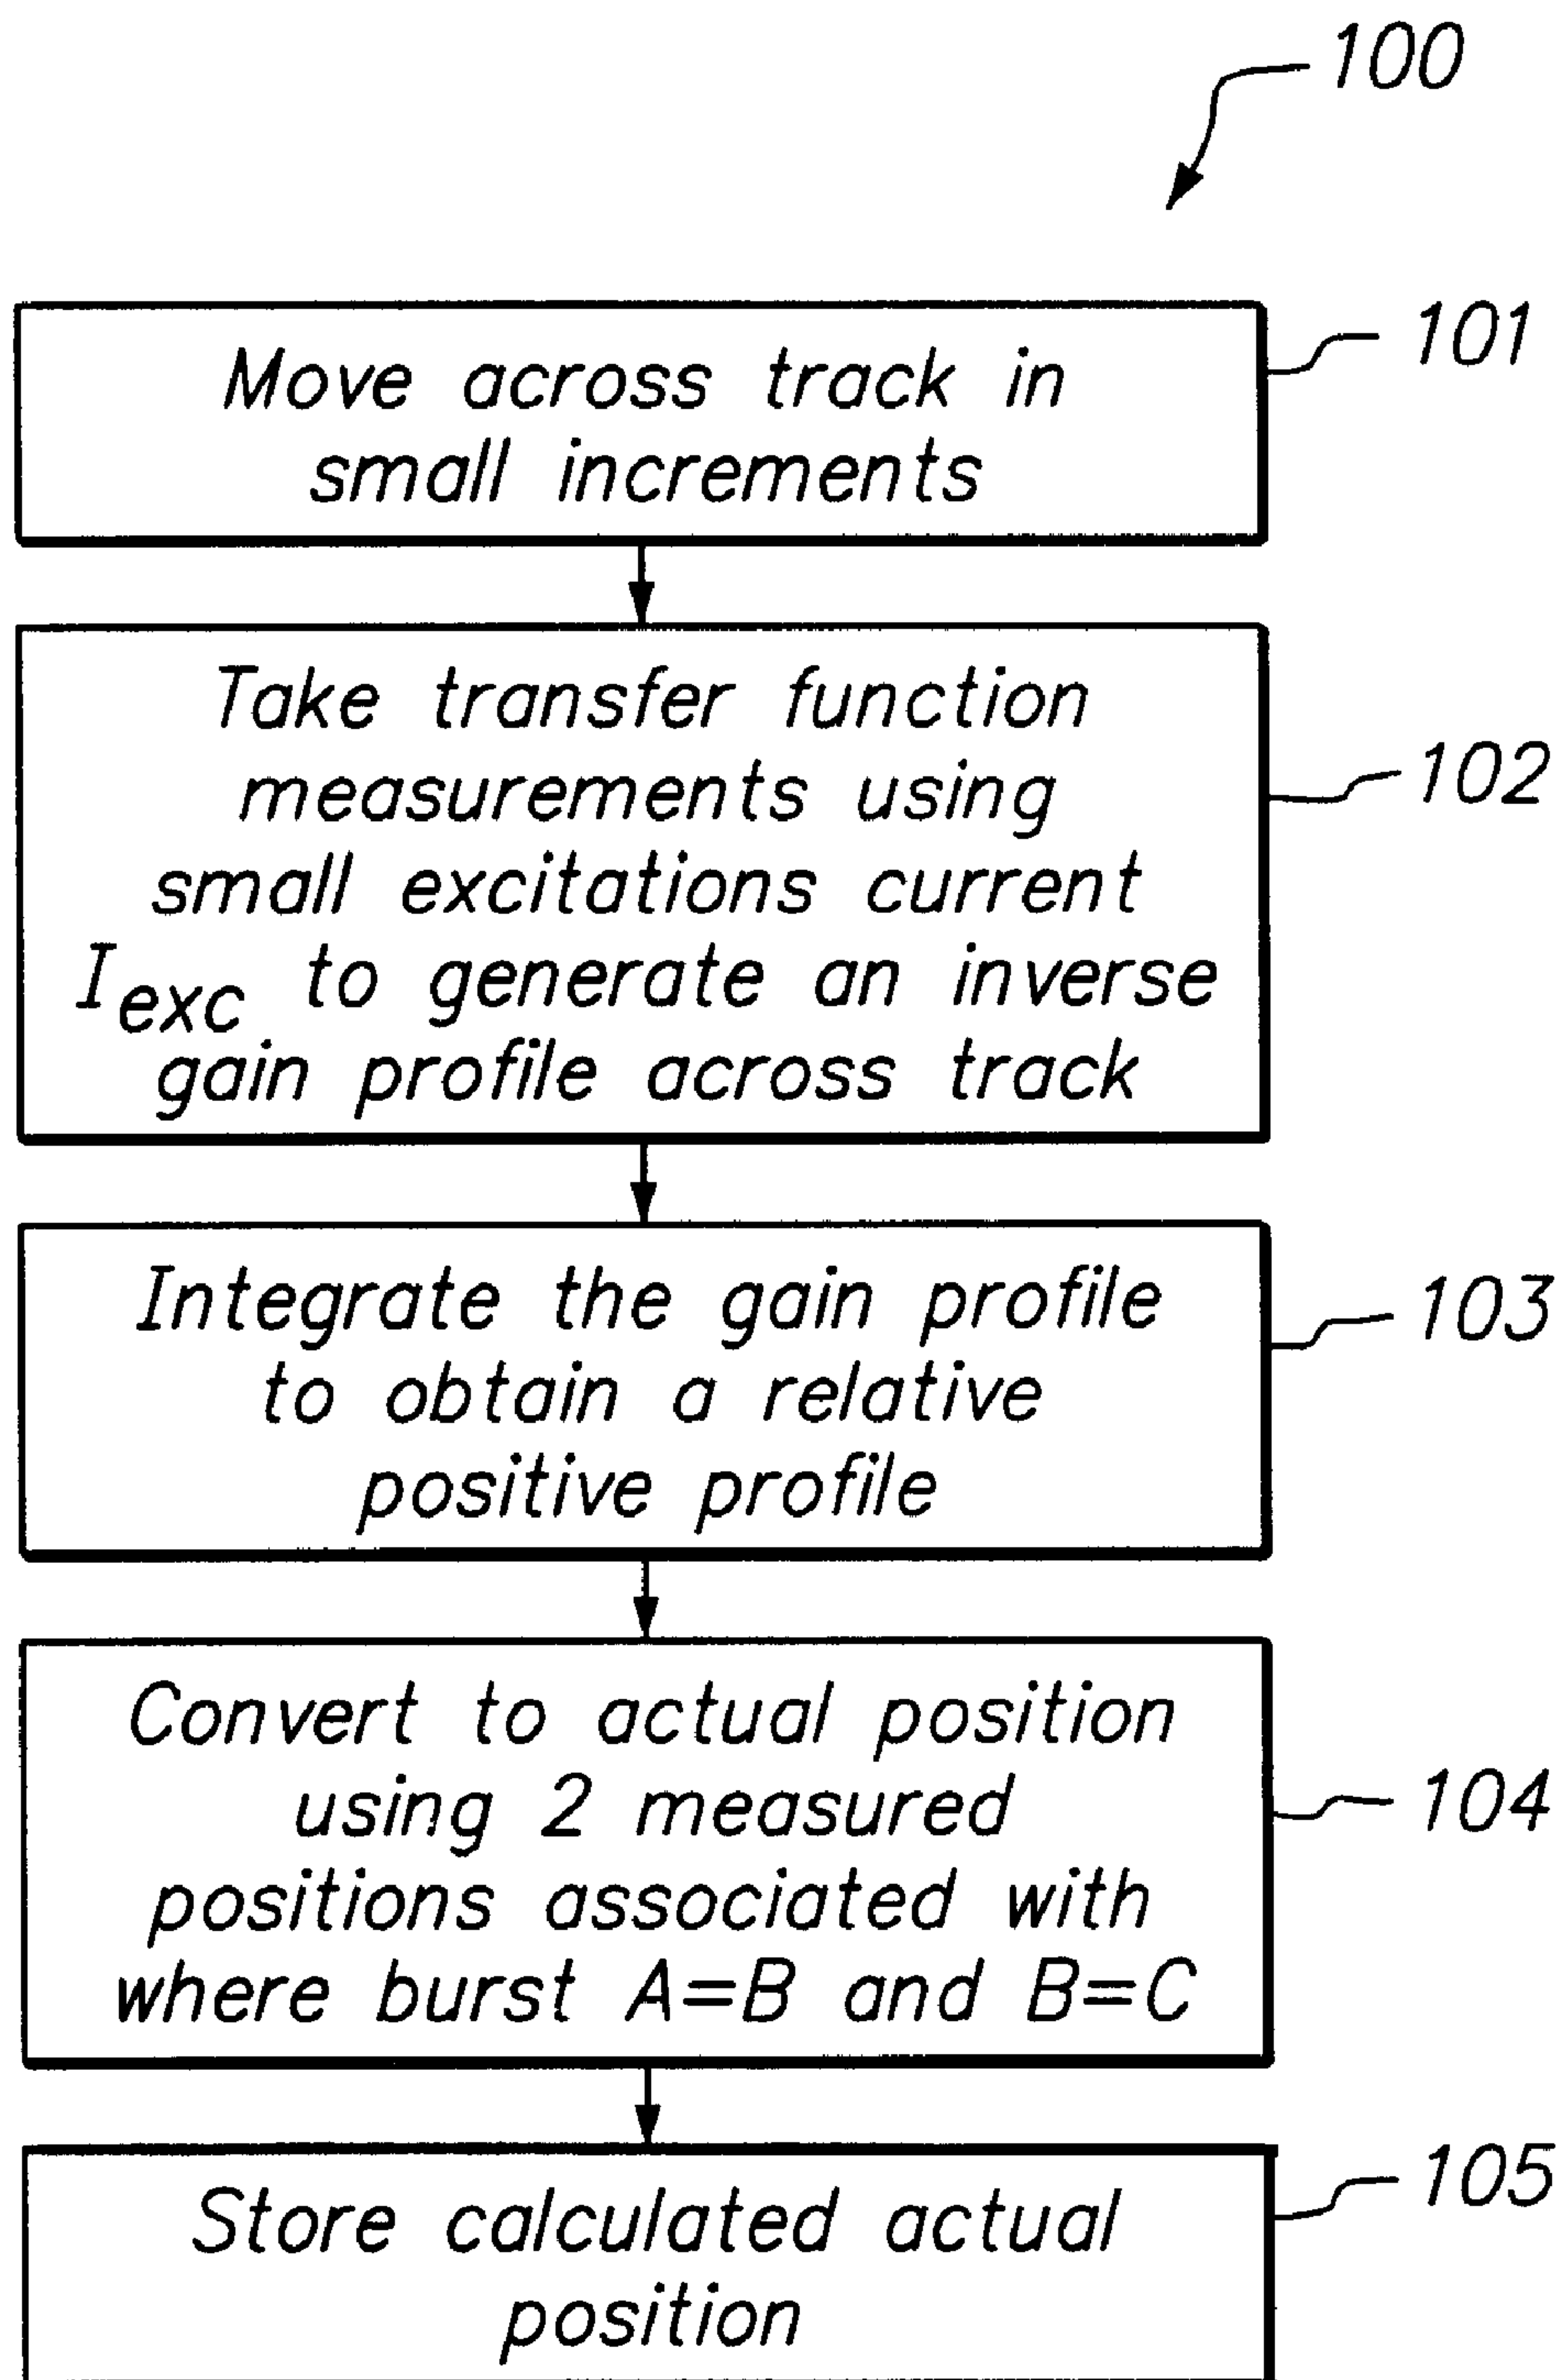 100
101
Move across track in
small increments
102
Take transfer function
measurements using
small excitations current
Iexc to generate an inverse
gain profile across track
103
Integrate the gain profile
to obtain a relative
positive profile
104
Convert to actual position
using 2 measured
positions associated with
where burst A=B and B=C
105
Store calculated actual
position